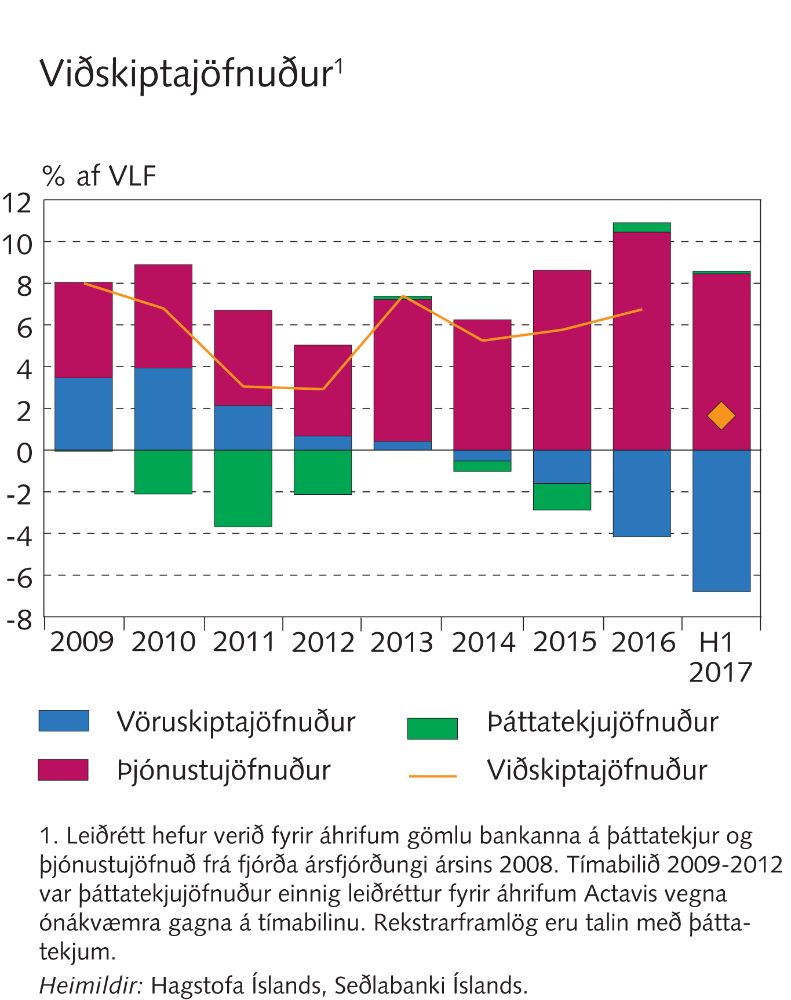 Viðskiptajöfnuður¹
% af VLF
12
10
8
6
4
2
0
-2
-4
-6
-8
2009 2010 2011 2012 2013 2014 2015 2016 H1
2017
Vöruskiptajöfnuður Þáttatekjujöfnuður
Þjónustujöfnuður Viðskiptajöfnuður
1. Leiðrétt hefur verið fyrir áhrifum gömlu bankanna á þáttatekjur og
þjónustujöfnuð frá fjórða ársfjórðungi ársins 2008. Tímabilið 2009-2012
var þáttatekjujöfnuður einnig leiðréttur fyrir áhrifum Actavis vegna
ónákvæmra gagna á tímabilinu. Rekstrarframlög eru talin með þátta-
tekjum.
Heimildir: Hagstofa Íslands, Seðlabanki Íslands.